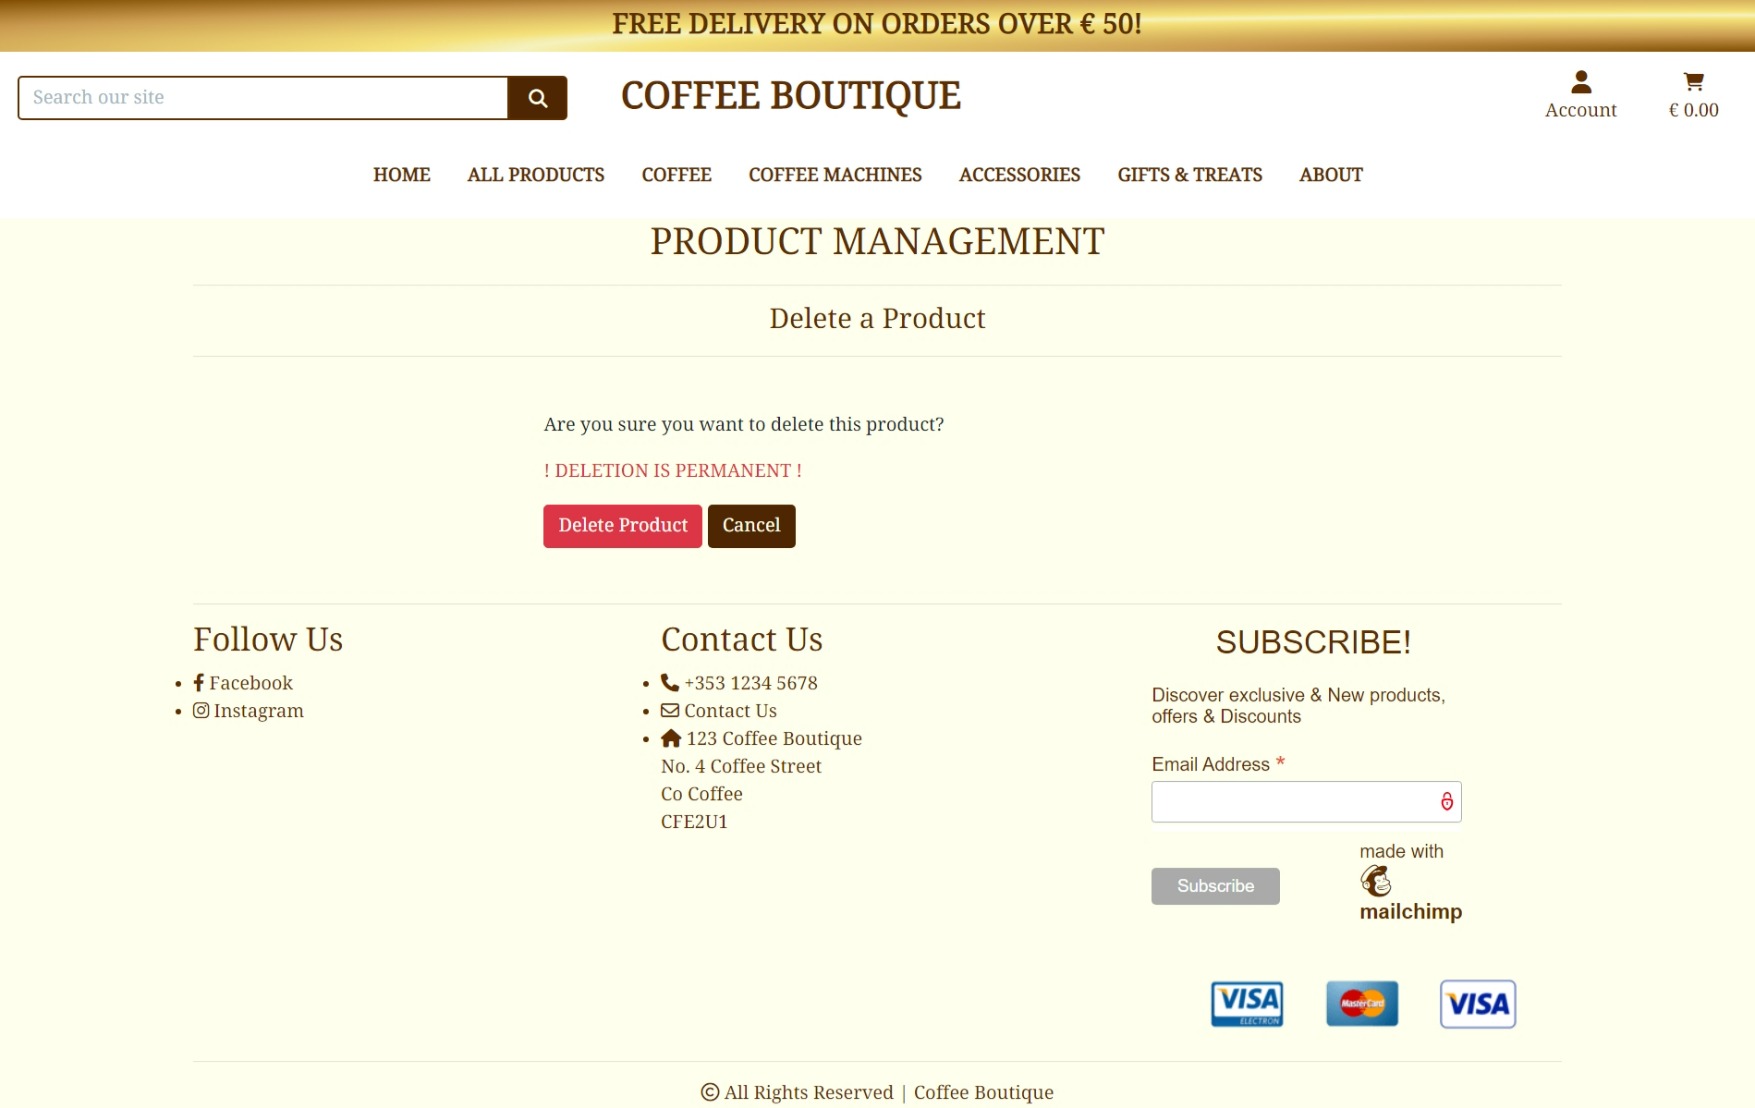 FREE DELIVERY ON ORDERS OVER € 50!
Search our site
COFFEE BOUTIQUE
Account
€ 0.00
HOME ALL PRODUCTS COFFEE COFFEE MACHINES ACCESSORIES GIFTS & TREATS ABOUT
PRODUCT MANAGEMENT
Delete a Product
Are you sure you want to delete this product?
! DELETION IS PERMANENT !
Delete Product Cancel
Follow Us
Facebook
Instagram
Contact Us
+353 1234 5678
Contact Us
123 Coffee Boutique
No. 4 Coffee Street
Co Coffee
CFE2U1
SUBSCRIBE!
Discover exclusive & New products,
offers & Discounts
Email Address *
Subscribe
made with
mailchimp
VISA
ELECTRON
MasterCard
VISA
© All Rights Reserved | Coffee Boutique